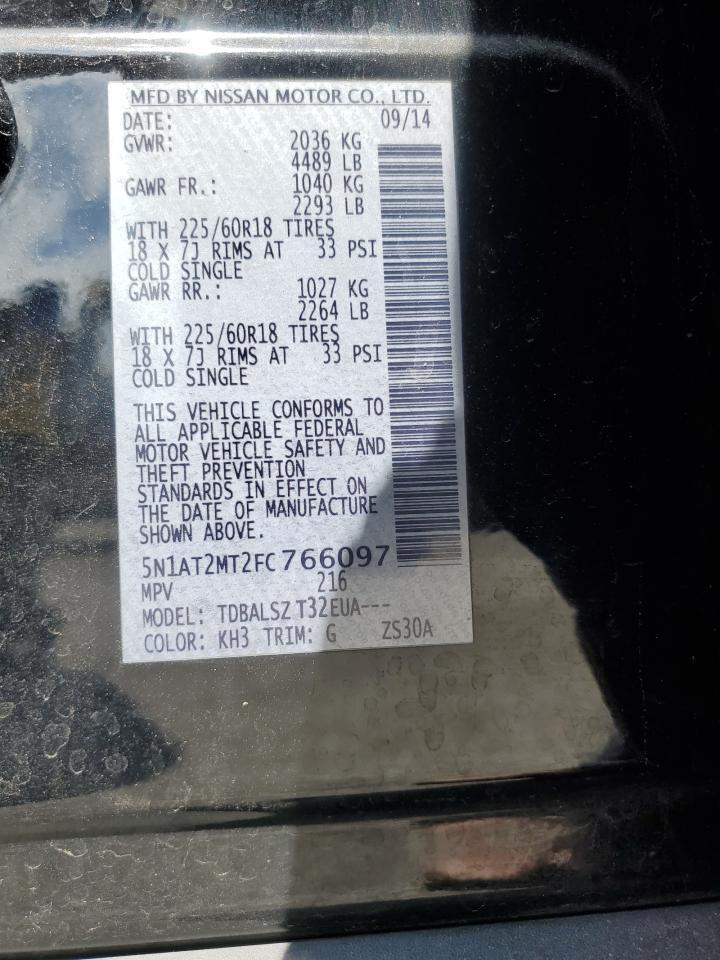 MFD BY NISSAN MOTOR CO., LTD.
DATE: 09/14
GVWR: 2036 KG
4489 LB
GAWR FR.: 1040 KG
2293 LB
WITH 225/60R18 TIRES
18 X 7J RIMS AT 33 PSI
COLD SINGLE
GAWR RR.: 1027 KG
2264 LB
WITH 225/60R18 TIRES
18 X 7J RIMS AT 33 PSI
COLD SINGLE
THIS VEHICLE CONFORMS TO
ALL APPLICABLE FEDERAL
MOTOR VEHICLE SAFETY AND
THEFT PREVENTION
STANDARDS IN EFFECT ON
THE DATE OF MANUFACTURE
SHOWN ABOVE.
5N1AT2MT2FC766097
MPV 216
MODEL: TDBALSZ T32EUA---
COLOR: KH3 TRIM: G ZS30A